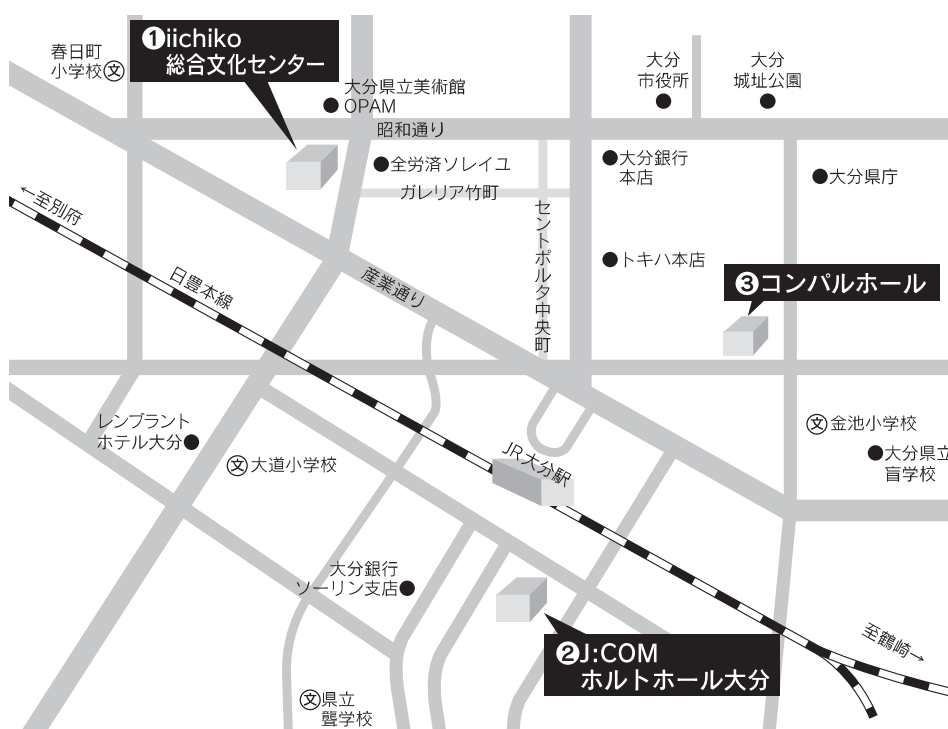 ❶iichiko
総合文化センター
春日町
小学校文
大分県立美術館
OPAM
昭和通り
大分
市役所
大分
城址公園
全労済ソレイユ
ガレリア竹町
大分銀行
本店
大分県庁
←至別府
日豊本線
産業通り
セントポルタ中央町
トキハ本店
❸コンパルホール
レンブラント
ホテル大分
文大道小学校
JR大分駅
文金池小学校
大分県立
盲学校
大分銀行
ソーリン支店
❷J:COM
ホルトホール大分
至鶴崎→
文県立
聾学校